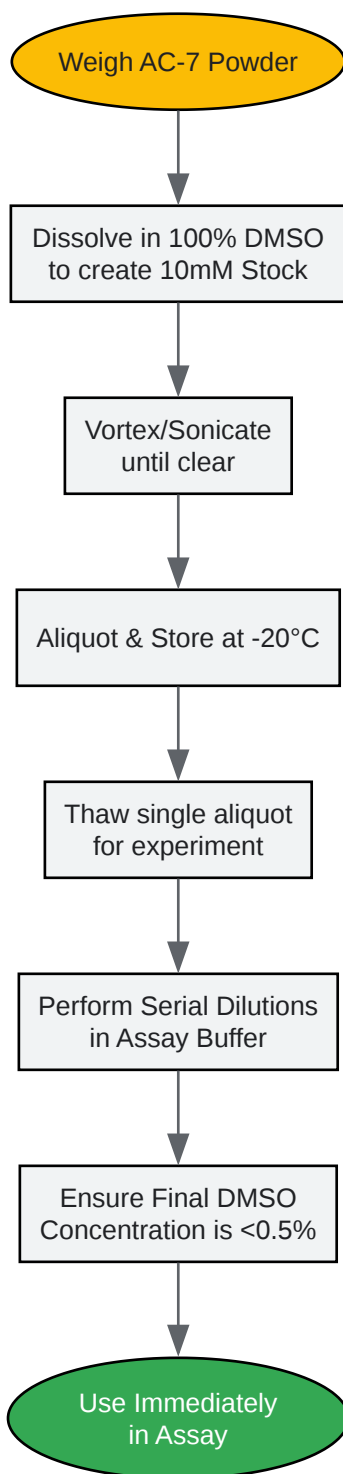 Weigh AC-7 Powder
Dissolve in 100% DMSO
to create 10mM Stock
Vortex/Sonicate
until clear
Aliquot & Store at -20°C
Thaw single aliquot
for experiment
Perform Serial Dilutions
in Assay Buffer
Ensure Final DMSO
Concentration is <0.5%
Use Immediately
in Assay